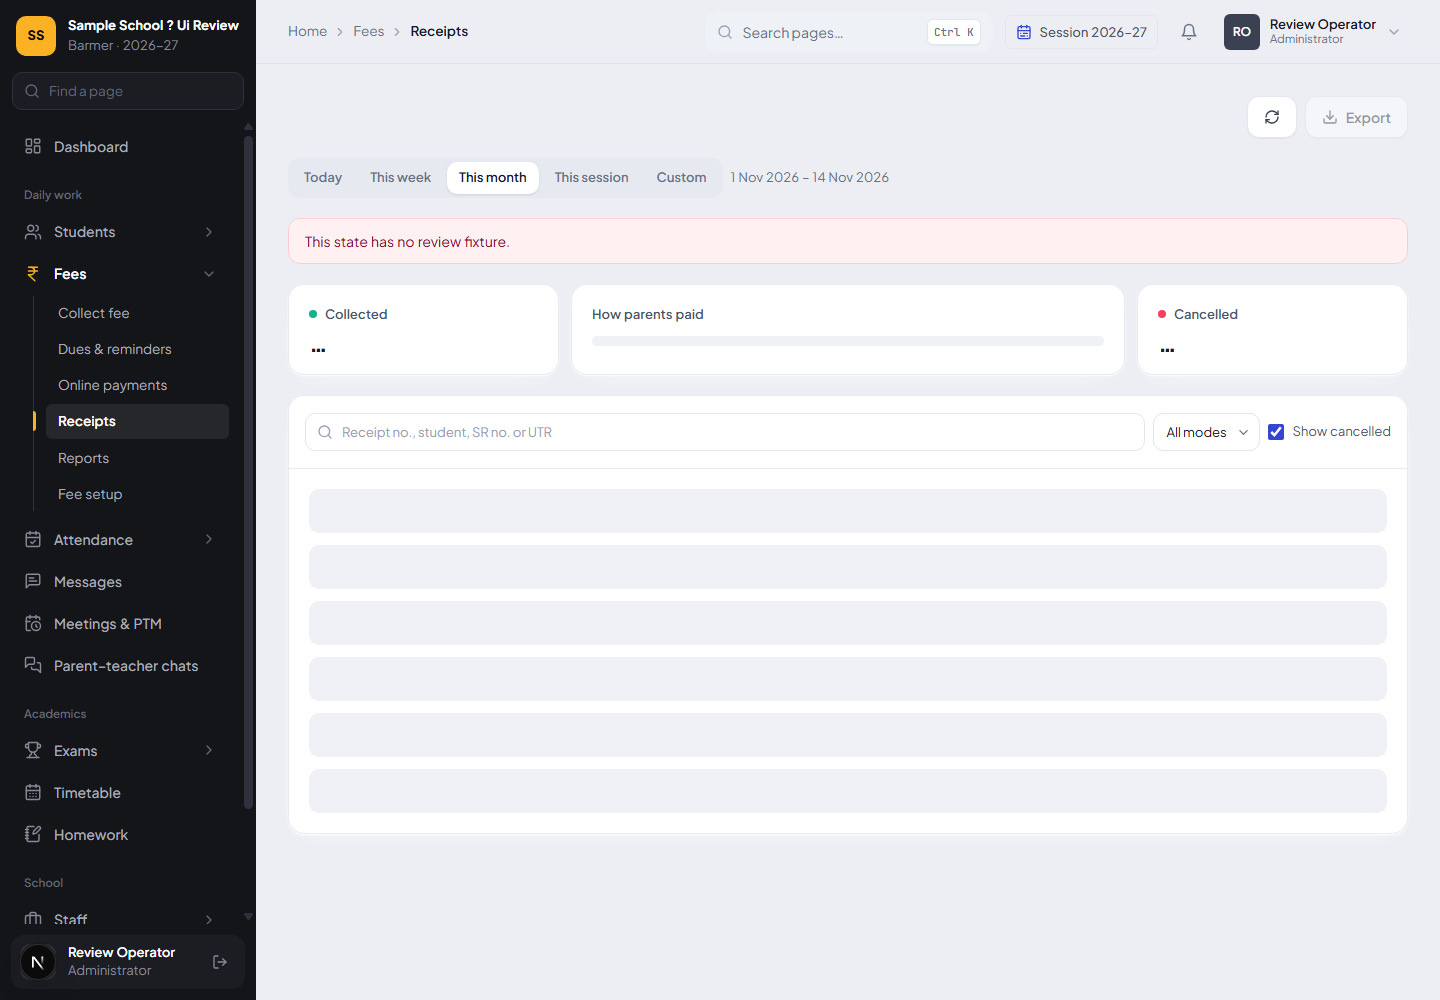 SS
Sample School ? Ui Review
Barmer · 2026–27
Find a page
Dashboard
Daily work
Students
Fees
Collect fee
Dues & reminders
Online payments
Receipts
Reports
Fee setup
Attendance
Messages
Meetings & PTM
Parent–teacher chats
Academics
Exams
Timetable
Homework
School
Staff
N
Review Operator
Administrator
Home > Fees > Receipts
Search pages... Ctrl K
Session 2026–27
RO
Review Operator
Administrator
Export
Today This week This month This session Custom 1 Nov 2026 – 14 Nov 2026
This state has no review fixture.
Collected
…
How parents paid
Cancelled
…
Receipt no., student, SR no. or UTR
All modes
Show cancelled